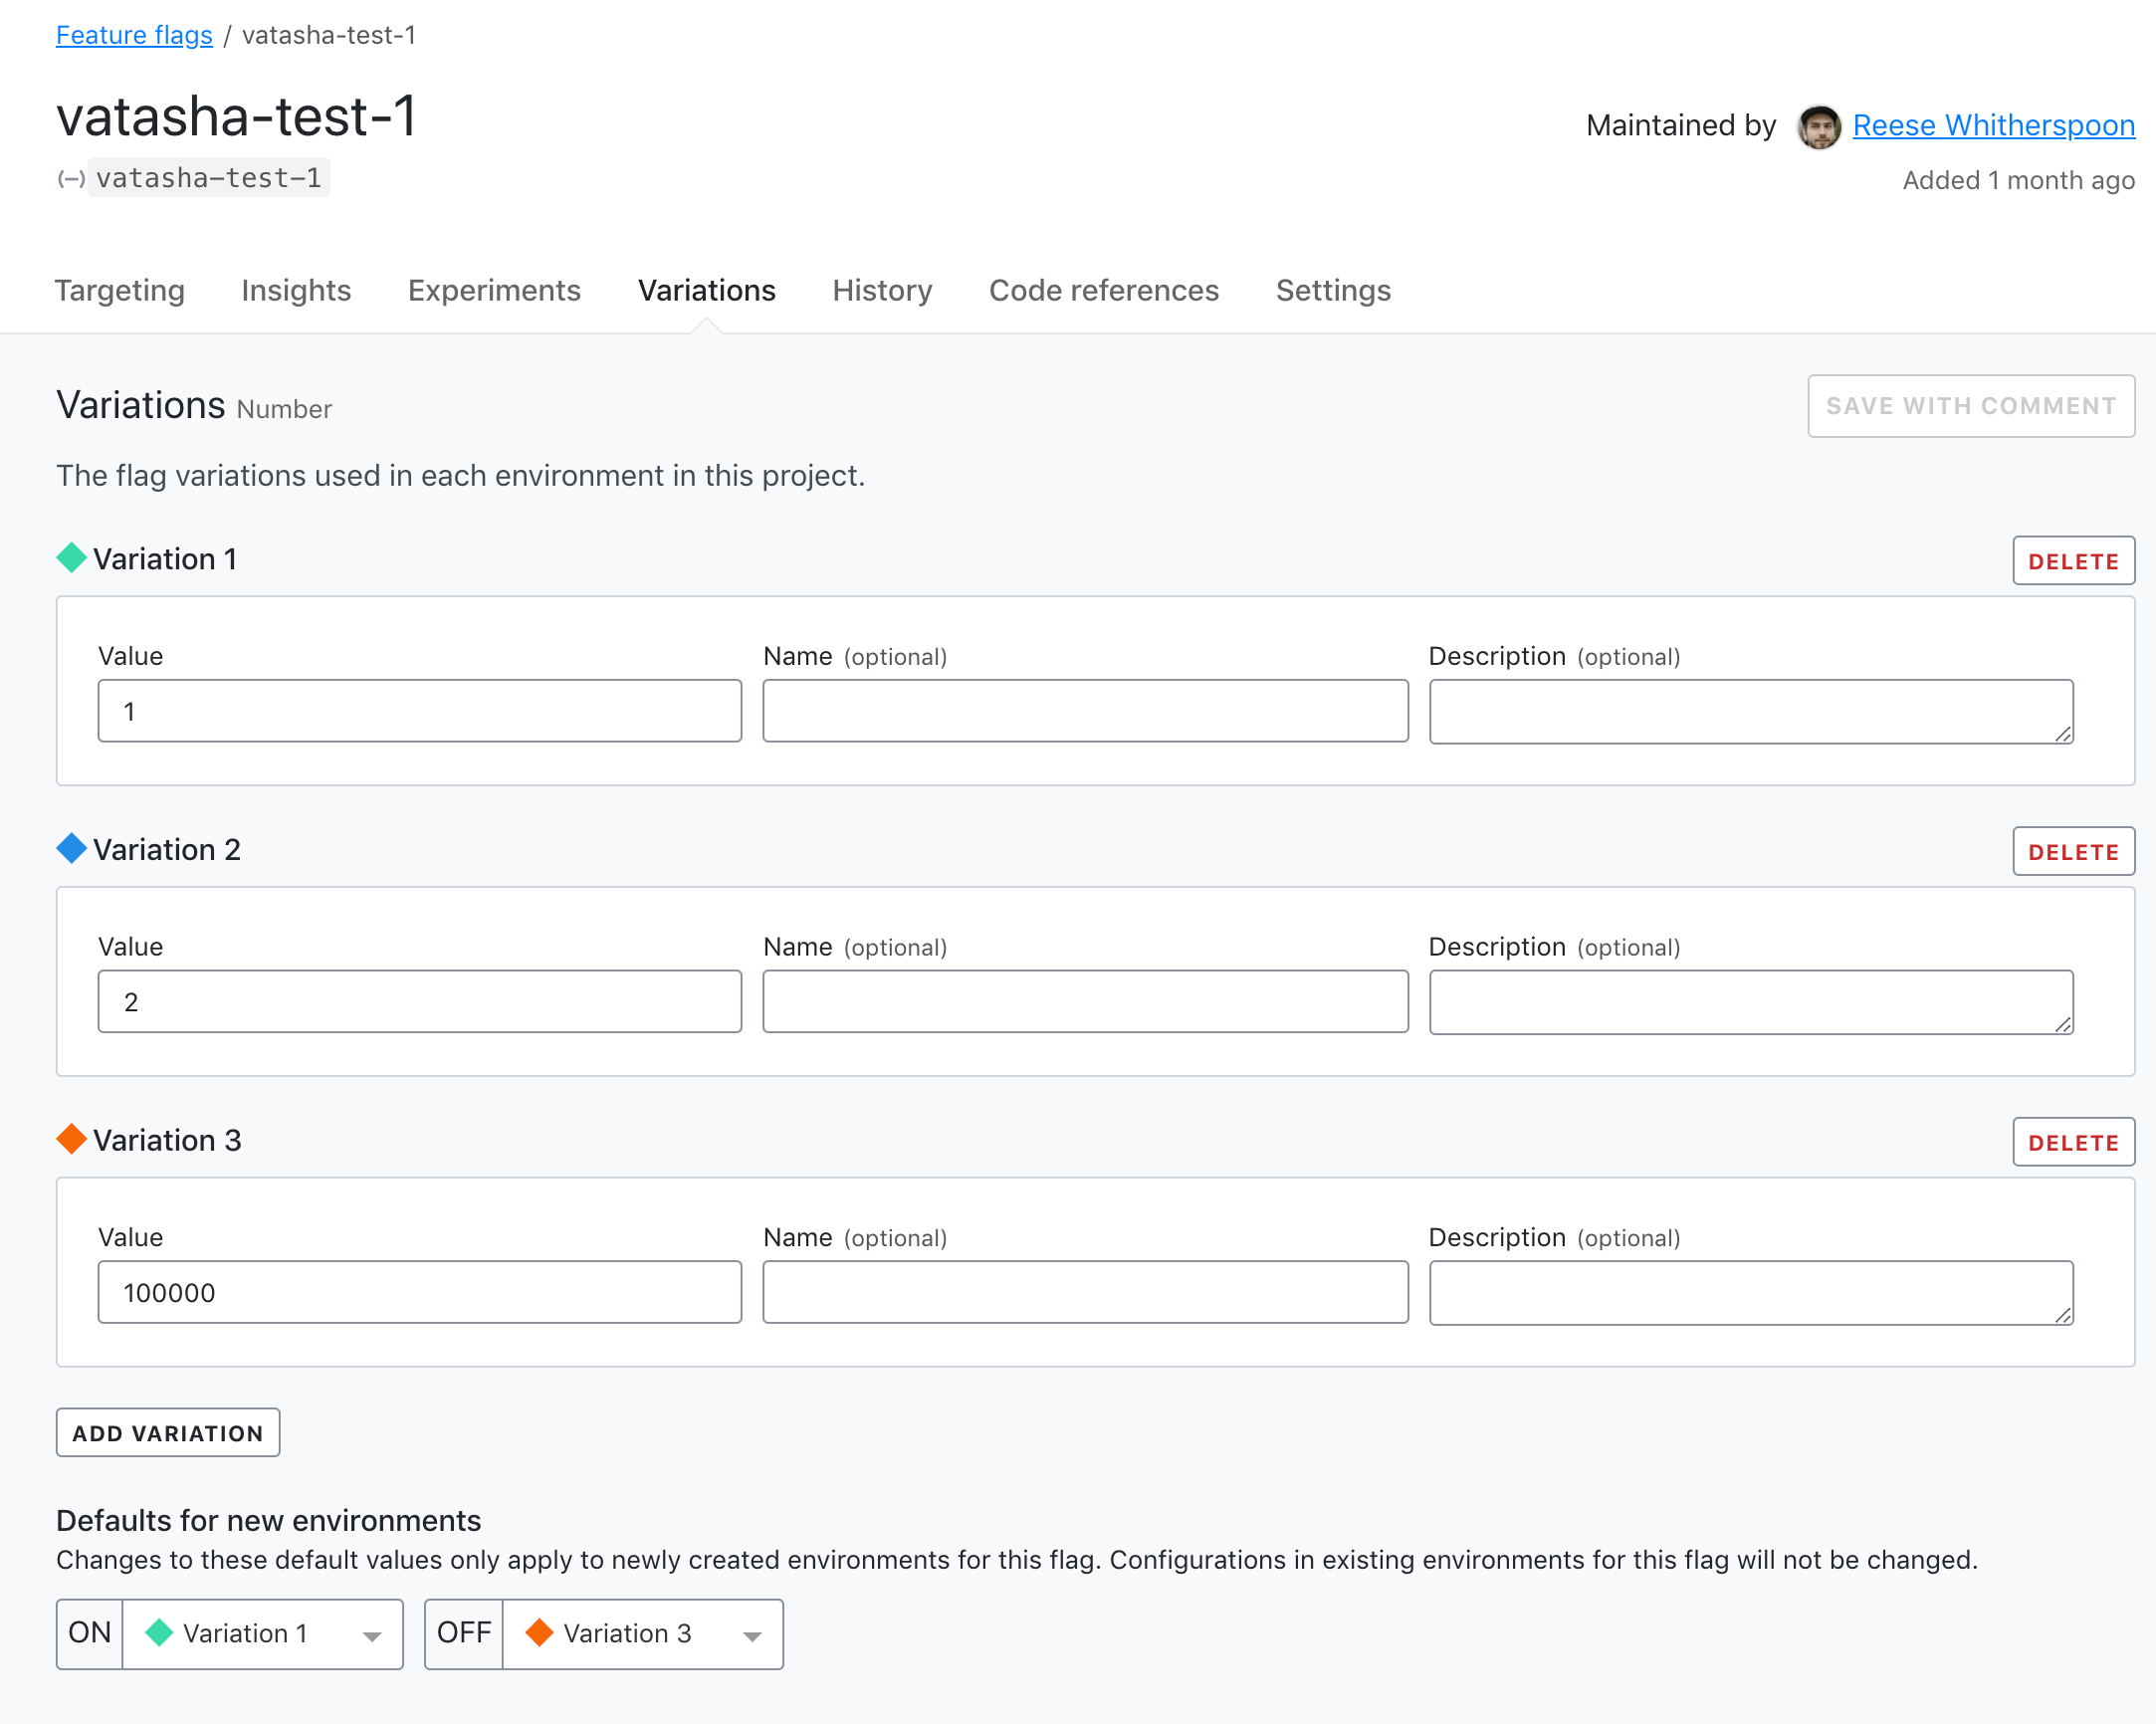 Feature flags / vatasha-test-1
vatasha-test-1
Maintained by Reese Whitherspoon
vatasha-test-1
Added 1 month ago
Targeting Insights Experiments Variations History Code references Settings
Variations Number
SAVE WITH COMMENT
The flag variations used in each environment in this project.
Variation 1
DELETE
Value Name (optional) Description (optional)
1
Variation 2
DELETE
Value Name (optional) Description (optional)
2
Variation 3
DELETE
Value Name (optional) Description (optional)
100000
ADD VARIATION
Defaults for new environments
Changes to these default values only apply to newly created environments for this flag. Configurations in existing environments for this flag will not be changed.
ON Variation 1 OFF Variation 3